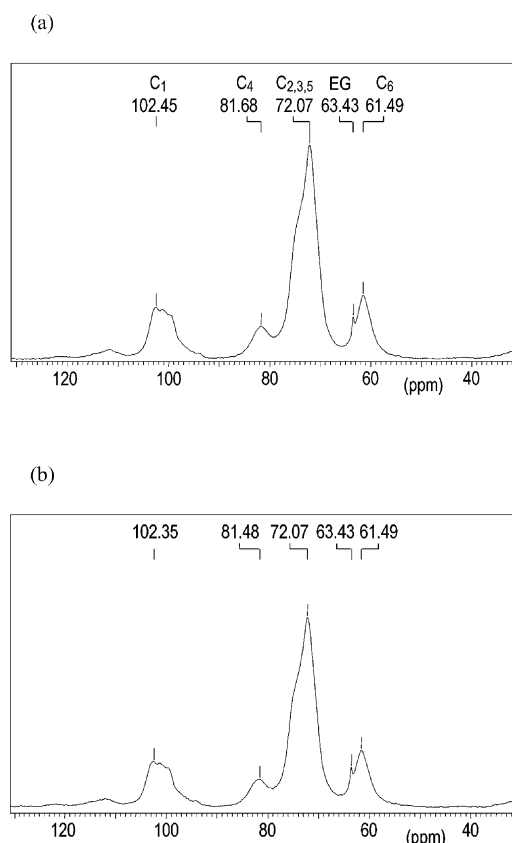 (a)
C₁ C₄ C₂,₃,₅ EG C₆
102.45 81.68 72.07 63.43 61.49
120 100 80 60 40
(ppm)
(b)
102.35 81.48 72.07 63.43 61.49
120 100 80 60 40
(ppm)